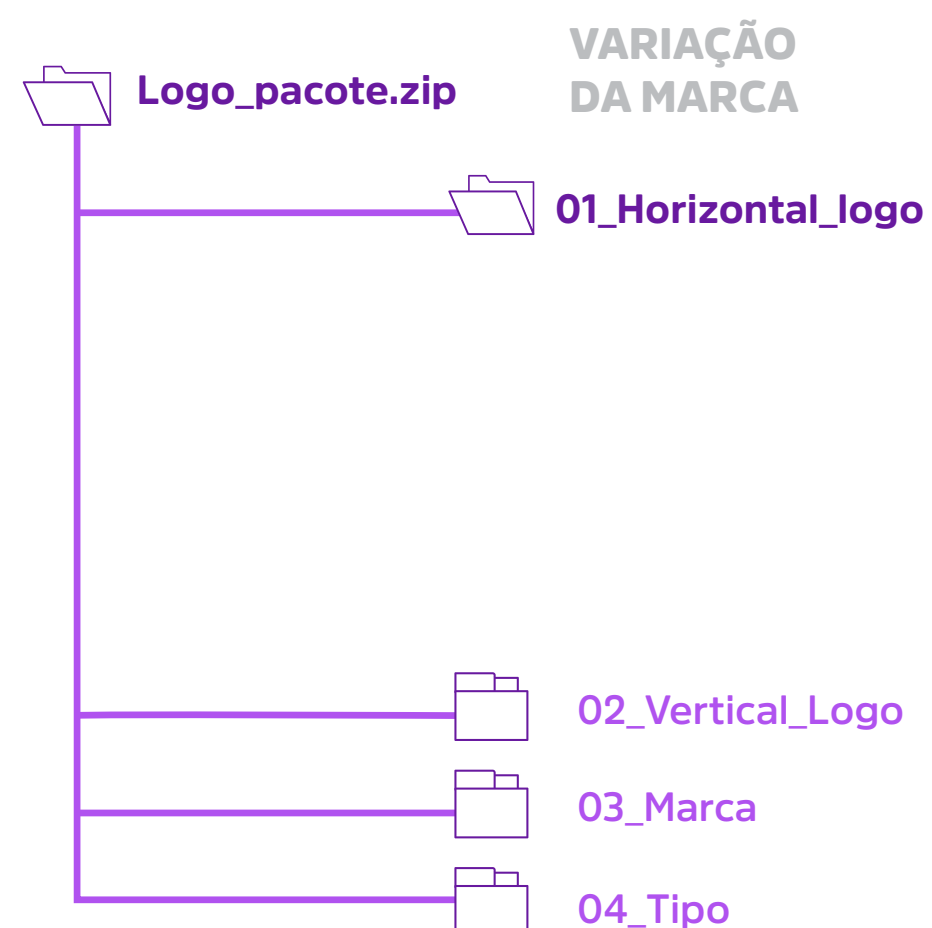 VARIAÇÃO
DA MARCA
Logo_pacote.zip
01_Horizontal_logo
02_Vertical_Logo
03_Marca
04_Tipo